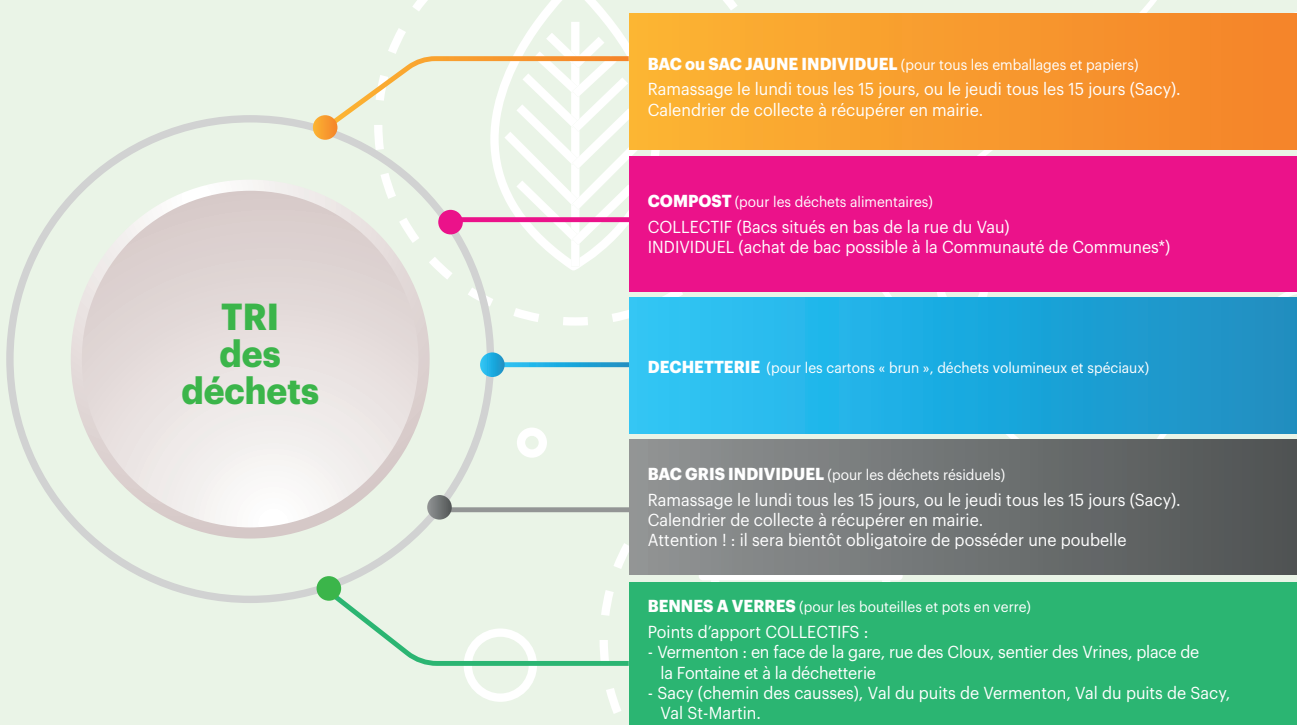 TRI
des
déchets
BAC ou SAC JAUNE INDIVIDUEL (pour tous les emballages et papiers)
Ramassage le lundi tous les 15 jours, ou le jeudi tous les 15 jours (Sacy).
Calendrier de collecte à récupérer en mairie.
COMPOST (pour les déchets alimentaires)
COLLECTIF (Bacs situés en bas de la rue du Vau)
INDIVIDUEL (achat de bac possible à la Communauté de Communes*)
DECHETTERIE (pour les cartons « brun », déchets volumineux et spéciaux)
BAC GRIS INDIVIDUEL (pour les déchets résiduels)
Ramassage le lundi tous les 15 jours, ou le jeudi tous les 15 jours (Sacy).
Calendrier de collecte à récupérer en mairie.
Attention ! : il sera bientôt obligatoire de posséder une poubelle
BENNES A VERRES (pour les bouteilles et pots en verre)
Points d'apport COLLECTIFS :
- Vermenton : en face de la gare, rue des Cloux, sentier des Vrines, place de
la Fontaine et à la déchetterie
- Sacy (chemin des causses), Val du puits de Vermenton, Val du puits de Sacy,
Val St-Martin.